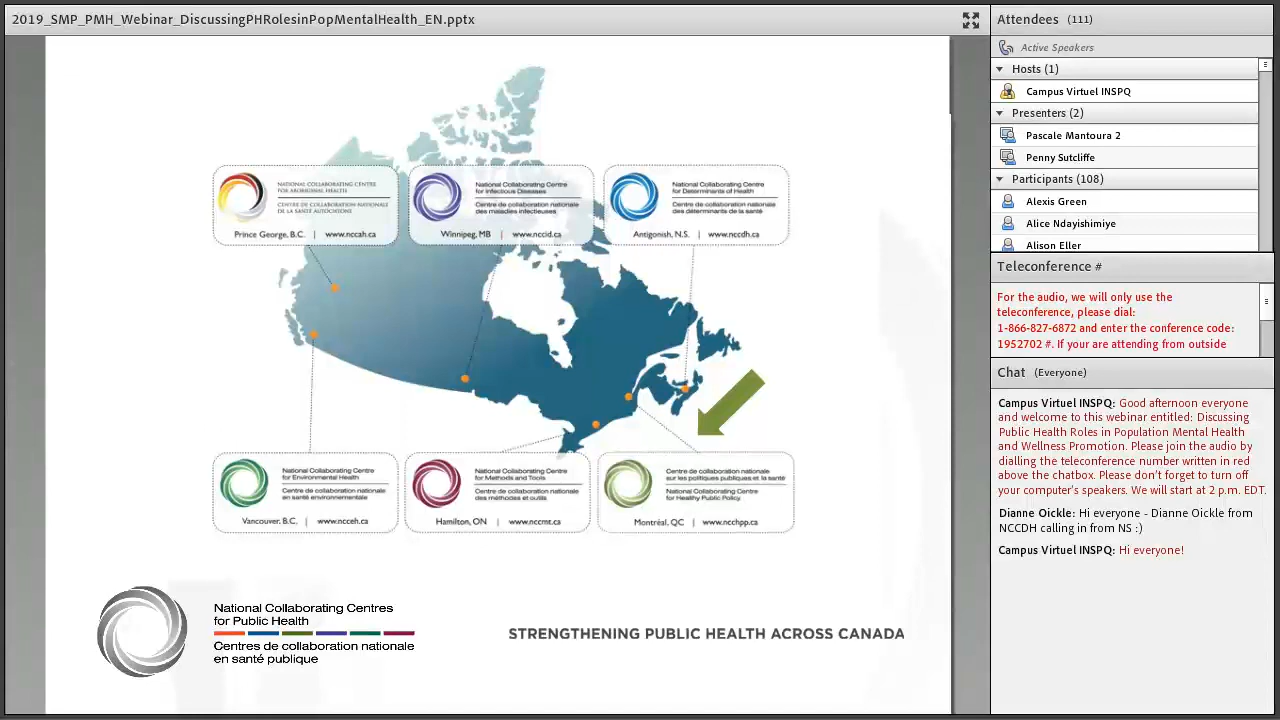 2019_SMP_PMH_Webinar_DiscussingPHRolesinPopMentalHealth_EN.pptx
NATIONAL COLLABORATING CENTRE
FOR ABORIGINAL HEALTH
CENTRE DE COLLABORATION NATIONALE
DE LA SANTÉ AUTOCHTONE
Prince George, B.C. | www.nccah.ca
National Collaborating Centre
for Infectious Diseases
Centre de collaboration nationale
des maladies infectieuses
Winnipeg, MB | www.nccid.ca
National Collaborating Centre
for Determinants of Health
Centre de collaboration nationale
des déterminants de la santé
Antigonish, N.S. | www.nccdh.ca
National Collaborating Centre
for Environmental Health
Centre de collaboration nationale
en santé environnementale
Vancouver, B.C. | www.ncceh.ca
National Collaborating Centre
for Methods and Tools
Centre de collaboration nationale
des méthodes et outils
Hamilton, ON | www.nccmt.ca
Centre de collaboration nationale
sur les politiques publiques et la santé
National Collaborating Centre
for Healthy Public Policy
Montréal, QC | www.ncchpp.ca
National Collaborating Centres
for Public Health
Centres de collaboration nationale
en santé publique
STRENGTHENING PUBLIC HEALTH ACROSS CANADA
Attendees (111)
Active Speakers
Hosts (1)
Campus Virtuel INSPQ
Presenters (2)
Pascale Mantoura 2
Penny Sutcliffe
Participants (108)
Alexis Green
Alice Ndayishimiye
Alison Eller
Teleconference #
For the audio, we will only use the
teleconference, please dial:
1-866-827-6872 and enter the conference code:
1952702 #. If your are attending from outside
Chat (Everyone)
Campus Virtuel INSPQ: Good afternoon everyone
and welcome to this webinar entitled: Discussing
Public Health Roles in Population Mental Health
and Wellness Promotion. Please join the audio by
dialing the teleconference number written in red
above this chatbox. Please don't forget to turn off
your computer's speakers. We will start at 2 p.m. EDT.
Dianne Oickle: Hi everyone - Dianne Oickle from
NCCDH calling in from NS :)
Campus Virtuel INSPQ: Hi everyone!